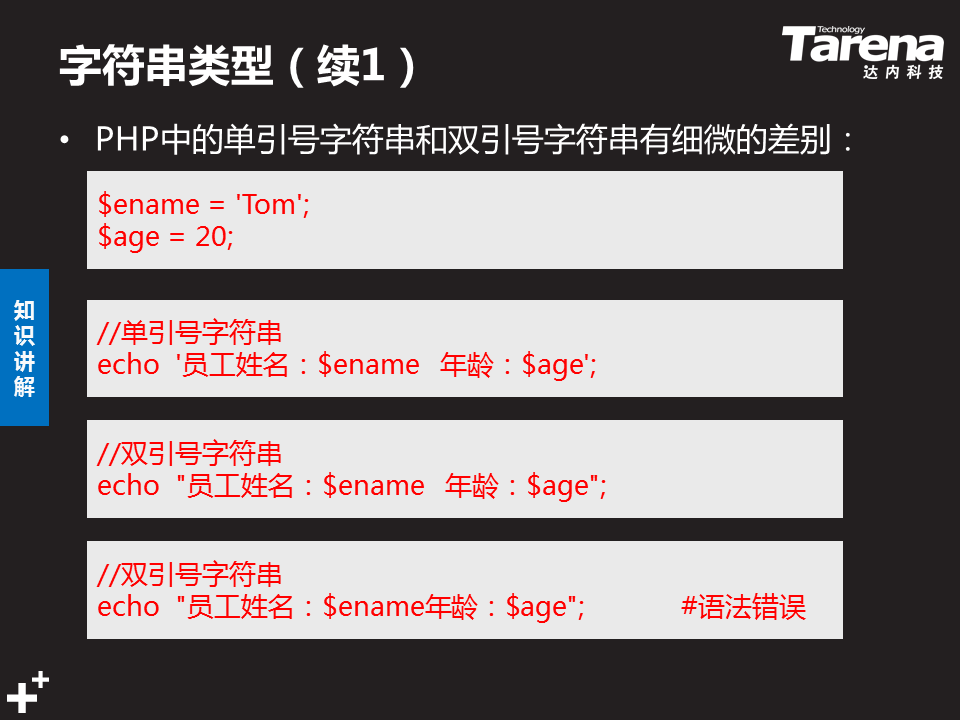 字符串类型（续1）
Technology
Tarena
达内科技
• PHP中的单引号字符串和双引号字符串有细微的差别：
$ename = 'Tom';
$age = 20;
知识讲解
//单引号字符串
echo '员工姓名：$ename 年龄：$age';
//双引号字符串
echo "员工姓名：$ename 年龄：$age";
//双引号字符串
echo "员工姓名：$ename年龄：$age"; #语法错误